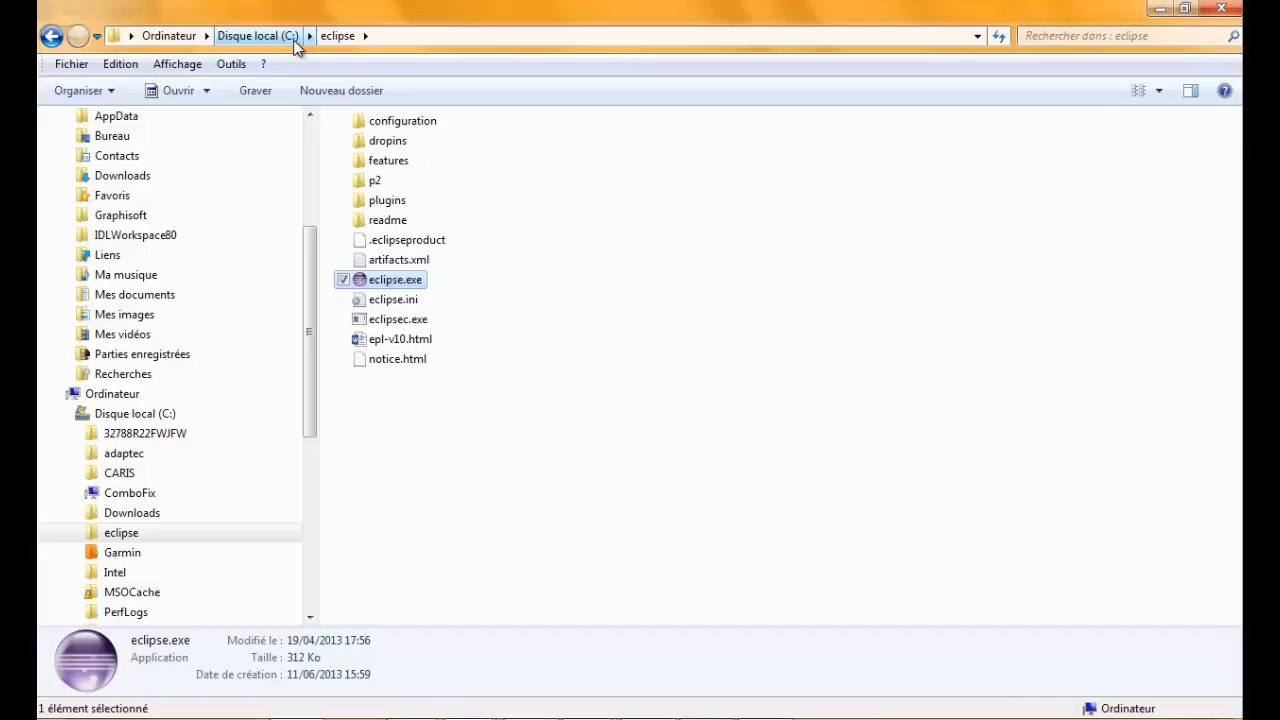 Ordinateur Disque local (C:) eclipse Rechercher dans : eclipse
Fichier Edition Affichage Outils ?
Organiser Ouvrir Graver Nouveau dossier
AppData
Bureau
Contacts
Downloads
Favoris
Graphisoft
IDLWorkspace80
Liens
Ma musique
Mes documents
Mes images
Mes vidéos
Parties enregistrées
Recherches
Ordinateur
Disque local (C:)
32788R22FWJFW
adaptec
CARIS
ComboFix
Downloads
eclipse
Garmin
Intel
MSOCache
PerfLogs
configuration
dropins
features
p2
plugins
readme
.eclipseproduct
artifacts.xml
eclipse.exe
eclipse.ini
eclipsec.exe
epl-v10.html
notice.html
eclipse.exe Modifié le : 19/04/2013 17:56
Application Taille : 312 Ko
Date de création : 11/06/2013 15:59
1 élément sélectionné Ordinateur